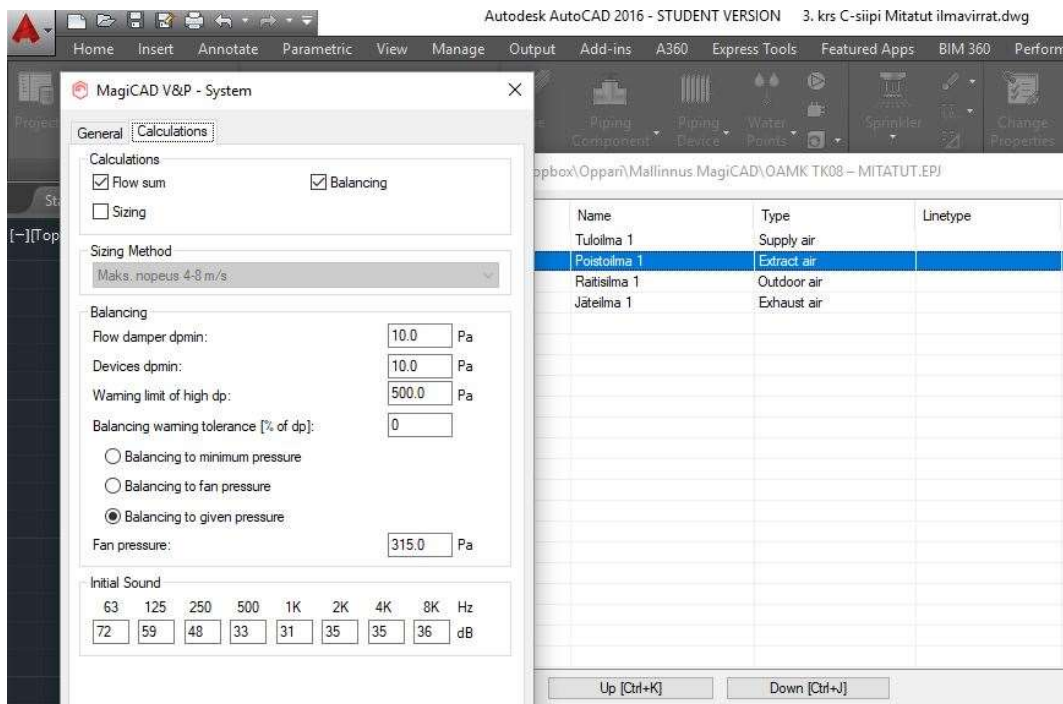 Autodesk AutoCAD 2016 - STUDENT VERSION 3. krs C-siipi Mitatut ilmavirrat.dwg
Home Insert Annotate Parametric View Manage Output Add-ins A360 Express Tools Featured Apps BIM 360 Perform
Project
Piping Component
Piping Device
Water Points
Sprinkler
Change Properties
MagiCAD V&P - System
General Calculations
Calculations
Flow sum Balancing
Sizing
Sizing Method
Maks. nopeus 4-8 m/s
Balancing
Flow damper dpmin: 10.0 Pa
Devices dpmin: 10.0 Pa
Warning limit of high dp: 500.0 Pa
Balancing warning tolerance [% of dp]: 0
Balancing to minimum pressure
Balancing to fan pressure
Balancing to given pressure
Fan pressure: 315.0 Pa
Initial Sound
63 125 250 500 1K 2K 4K 8K Hz
72 59 48 33 31 35 35 36 dB
[−][Top
opbox\Oppari\Mallinnus MagiCAD\OAMK TK08 – MITATUT.EPJ
Name Type Linetype
Tuloilma 1 Supply air
Poistoilma 1 Extract air
Raitisilma 1 Outdoor air
Jäteilma 1 Exhaust air
Up [Ctrl+K] Down [Ctrl+J]